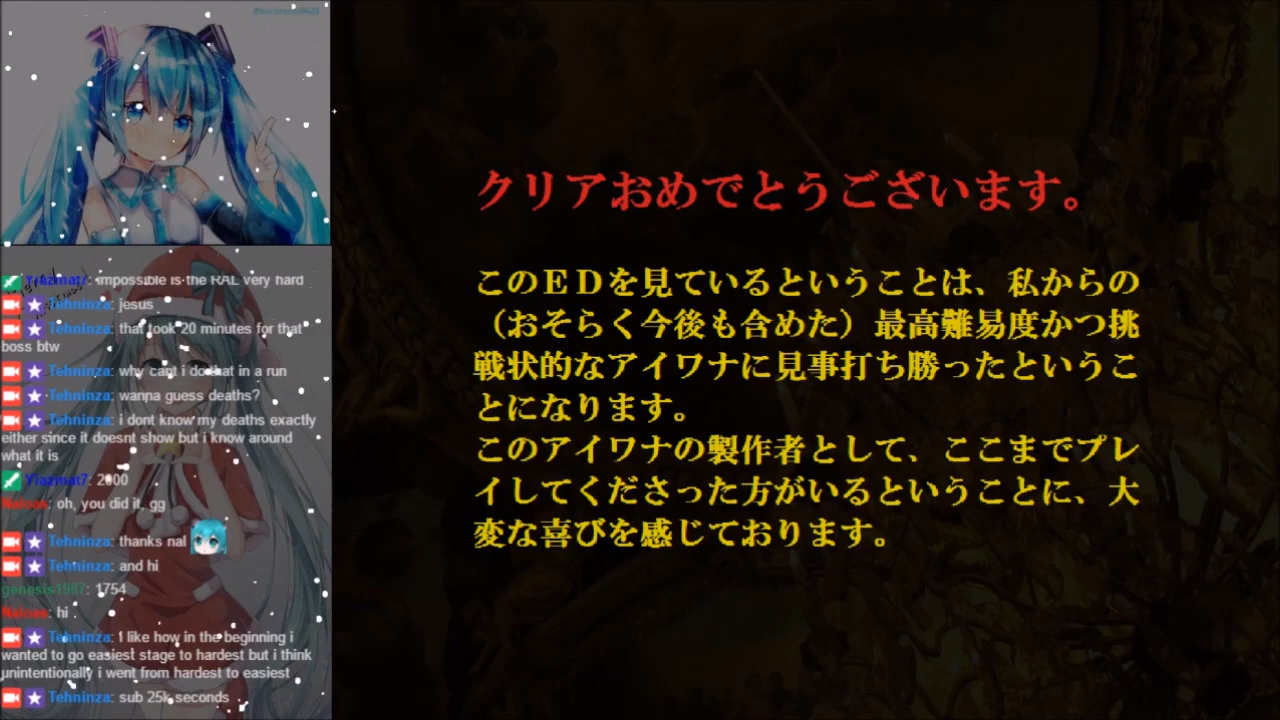 クリアおめでとうございます。
このＥＤを見ているということは、私からの
（おそらく今後も含めた）最高難易度かつ挑
戦状的なアイワナに見事打ち勝ったというこ
とになります。
このアイワナの製作者として、ここまでプレ
イしてくださった方がいるということに、大
変な喜びを感じております。
Yiazmat7: impossible is the RAL very hard
Tehninza: jesus
Tehninza: that took 20 minutes for that
boss btw
Tehninza: why cant i do that in a run
Tehninza: wanna guess deaths?
Tehninza: i dont know my deaths exactly
either since it doesnt show but i know around
what it is
Yiazmat7: 2000
: oh, you did it, gg
Tehninza: thanks nal
Tehninza: and hi
genesis1987: 1754
: hi
Tehninza: I like how in the beginning i
wanted to go easiest stage to hardest but i think
unintentionally i went from hardest to easiest
Tehninza: sub 25k seconds